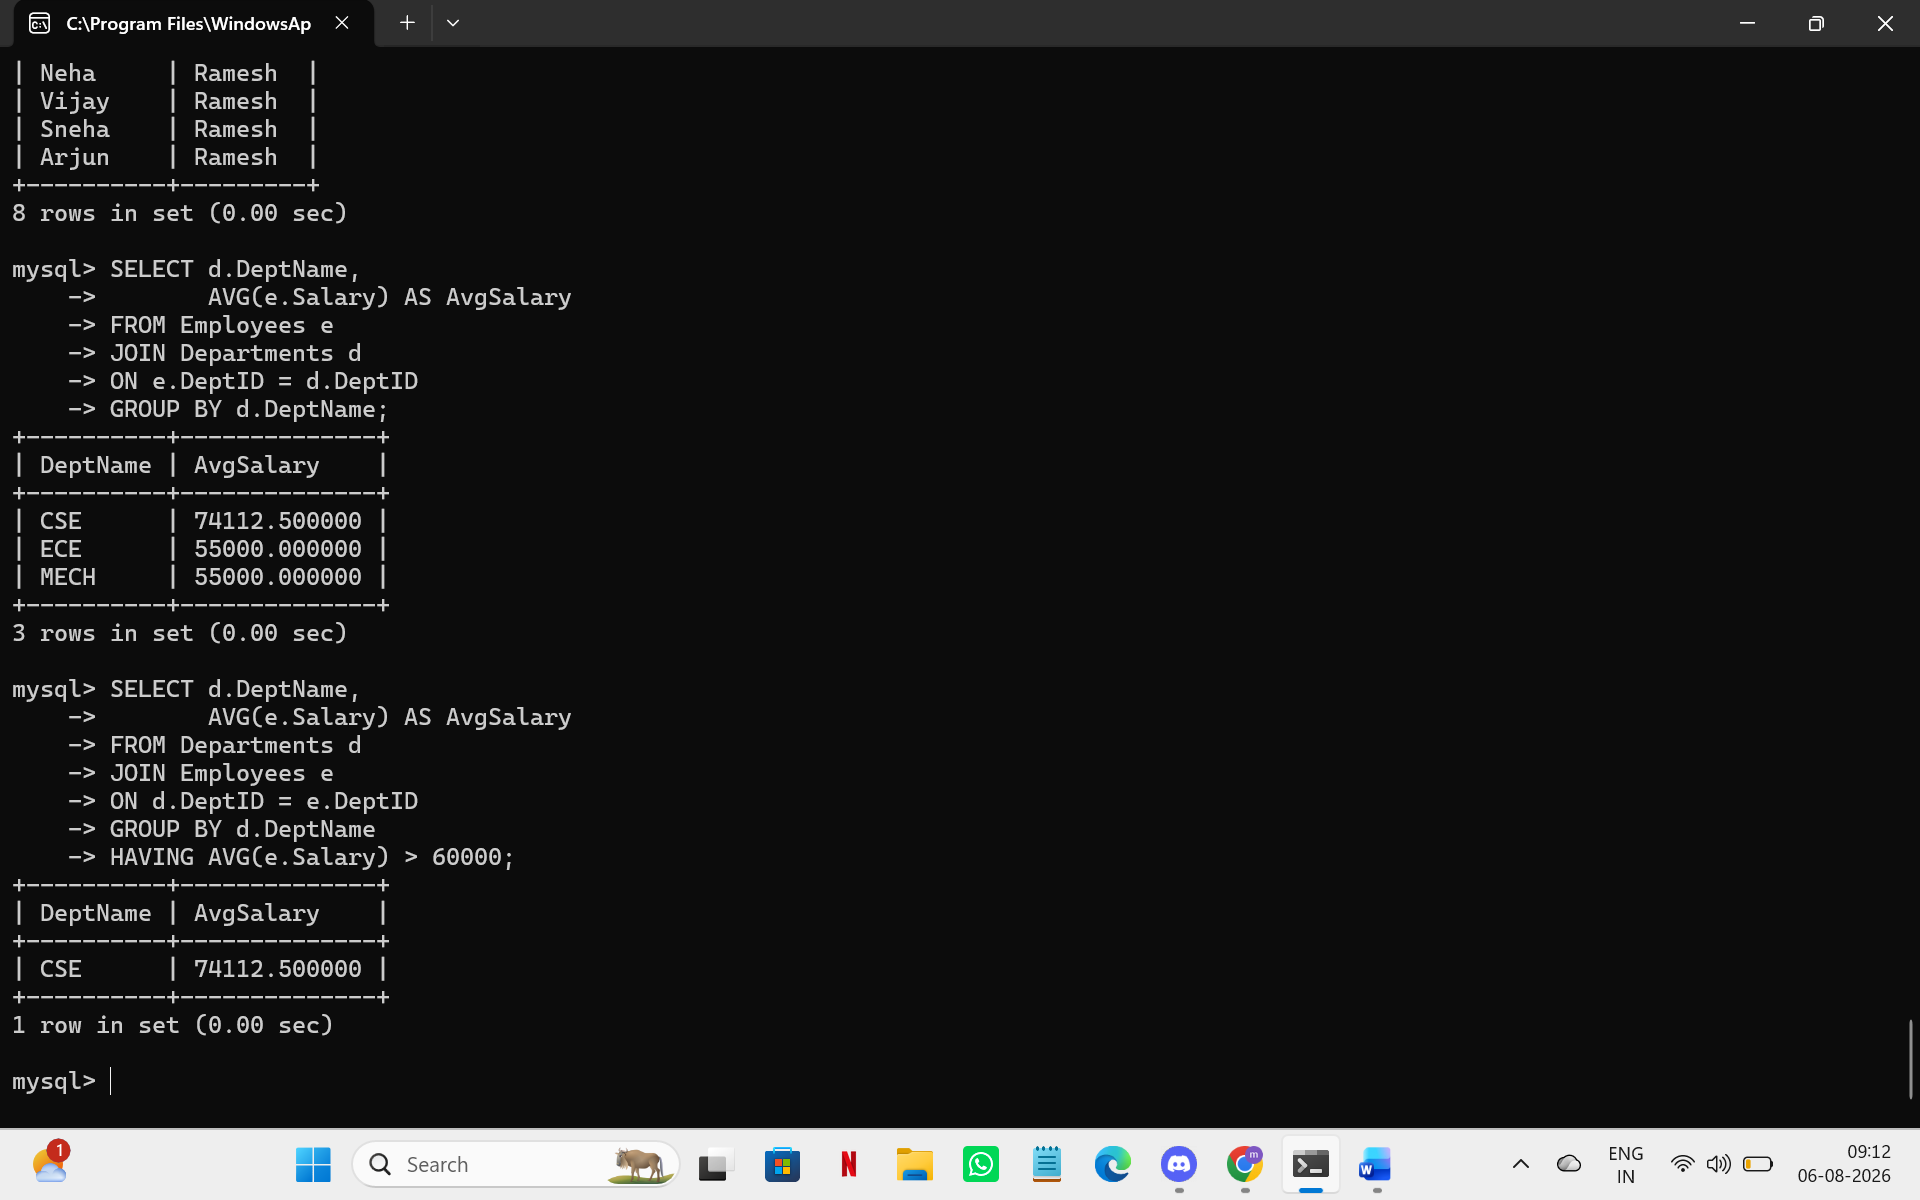 C:\Program Files\WindowsAp
| Neha     | Ramesh  |
| Vijay    | Ramesh  |
| Sneha    | Ramesh  |
| Arjun    | Ramesh  |
+----------+---------+
8 rows in set (0.00 sec)
mysql> SELECT d.DeptName,
    ->        AVG(e.Salary) AS AvgSalary
    -> FROM Employees e
    -> JOIN Departments d
    -> ON e.DeptID = d.DeptID
    -> GROUP BY d.DeptName;
+----------+--------------+
| DeptName | AvgSalary    |
+----------+--------------+
| CSE      | 74112.500000 |
| ECE      | 55000.000000 |
| MECH     | 55000.000000 |
+----------+--------------+
3 rows in set (0.00 sec)
mysql> SELECT d.DeptName,
    ->        AVG(e.Salary) AS AvgSalary
    -> FROM Departments d
    -> JOIN Employees e
    -> ON d.DeptID = e.DeptID
    -> GROUP BY d.DeptName
    -> HAVING AVG(e.Salary) > 60000;
+----------+--------------+
| DeptName | AvgSalary    |
+----------+--------------+
| CSE      | 74112.500000 |
+----------+--------------+
1 row in set (0.00 sec)
mysql>
1
Search
N
m
W
ENG
IN
09:12
06-08-2026